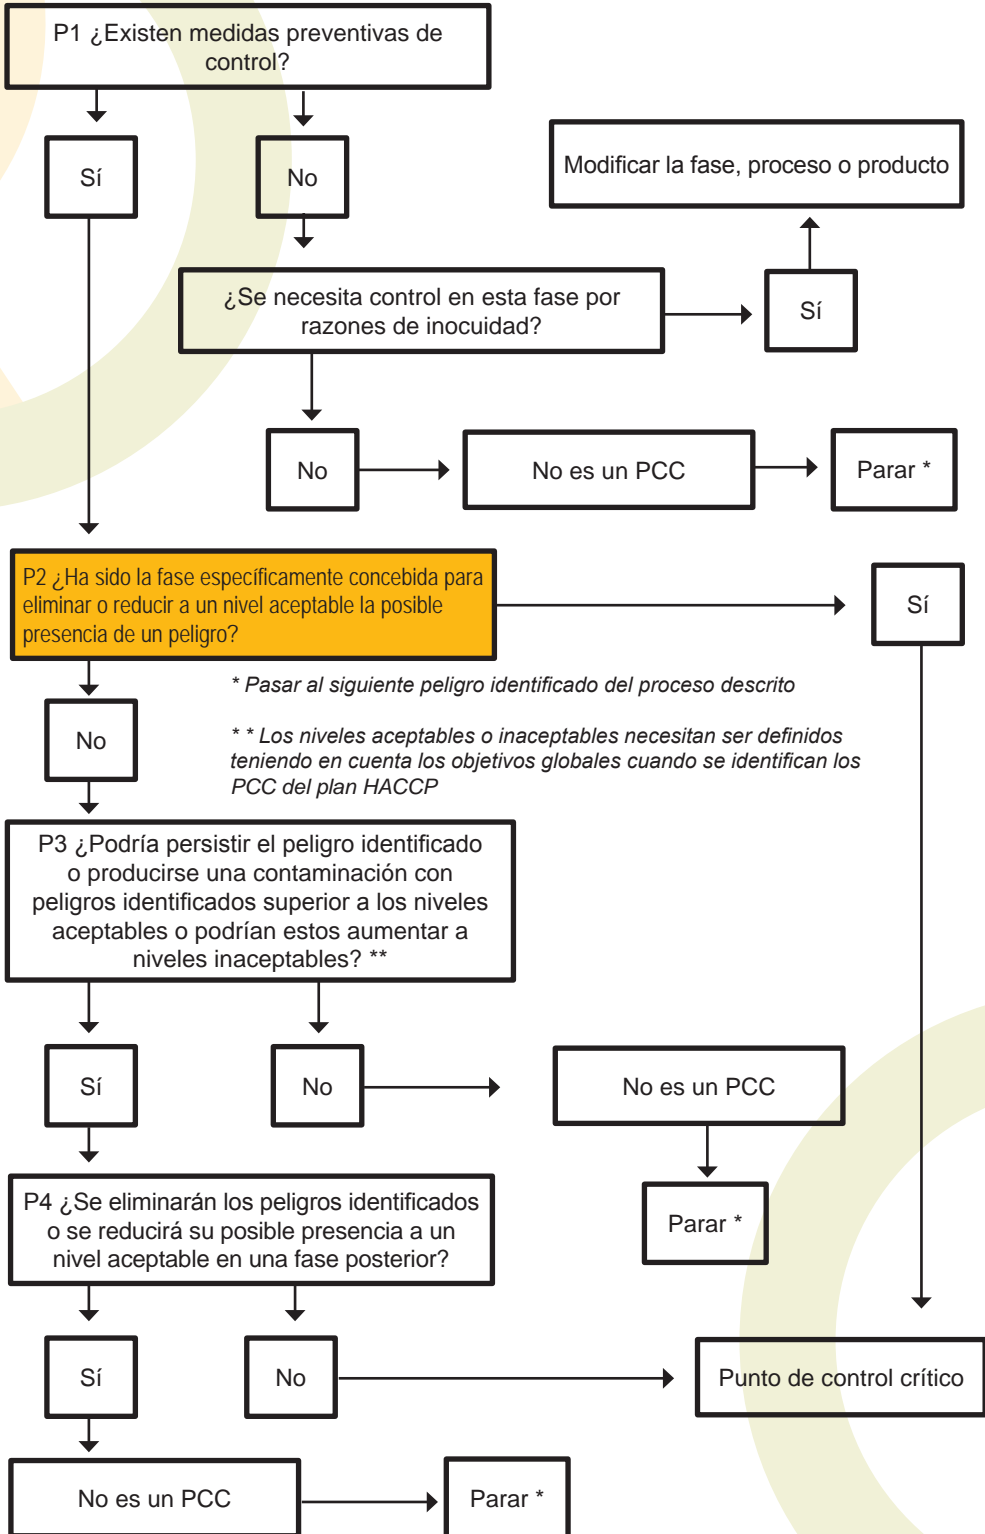 P1 ¿Existen medidas preventivas de
control?
Sí
No
Modificar la fase, proceso o producto
¿Se necesita control en esta fase por
razones de inocuidad?
Sí
No
No es un PCC
Parar *
P2 ¿Ha sido la fase específicamente concebida para
eliminar o reducir a un nivel aceptable la posible
presencia de un peligro?
Sí
* Pasar al siguiente peligro identificado del proceso descrito
No
* * Los niveles aceptables o inaceptables necesitan ser definidos
teniendo en cuenta los objetivos globales cuando se identifican los
PCC del plan HACCP
P3 ¿Podría persistir el peligro identificado
o producirse una contaminación con
peligros identificados superior a los niveles
aceptables o podrían estos aumentar a
niveles inaceptables? **
Sí
No
No es un PCC
Parar *
P4 ¿Se eliminarán los peligros identificados
o se reducirá su posible presencia a un
nivel aceptable en una fase posterior?
Sí
No
Punto de control crítico
No es un PCC
Parar *